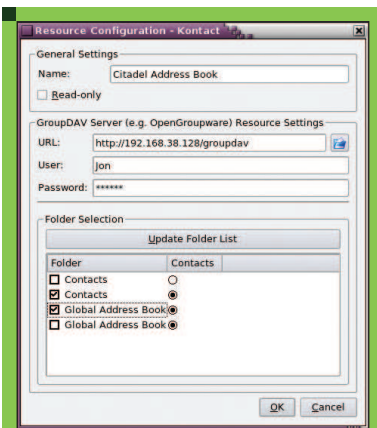 Resource Configuration - Kontact
General Settings
Name: Citadel Address Book
Read-only
GroupDAV Server (e.g. OpenGroupware) Resource Settings
URL: http://192.168.38.128/groupdav
User: Jon
Password: ******
Folder Selection
Update Folder List
Folder Contacts
Contacts
Contacts
Global Address Book
Global Address Book
OK Cancel